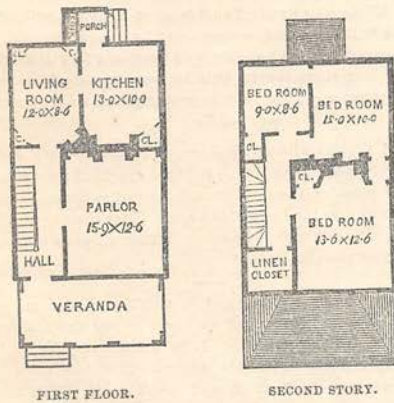 PORCH
CL.
LIVING
ROOM
12-0X8-6
KITCHEN
13-0X10-0
CL.
PARLOR
15-9X12-6
HALL
VERANDA
FIRST FLOOR.
BED ROOM
9-0X8-6
BED ROOM
15-0X10-0
CL.
CL.
BED ROOM
13-6X12-6
LINEN
CLOSET
SECOND STORY.